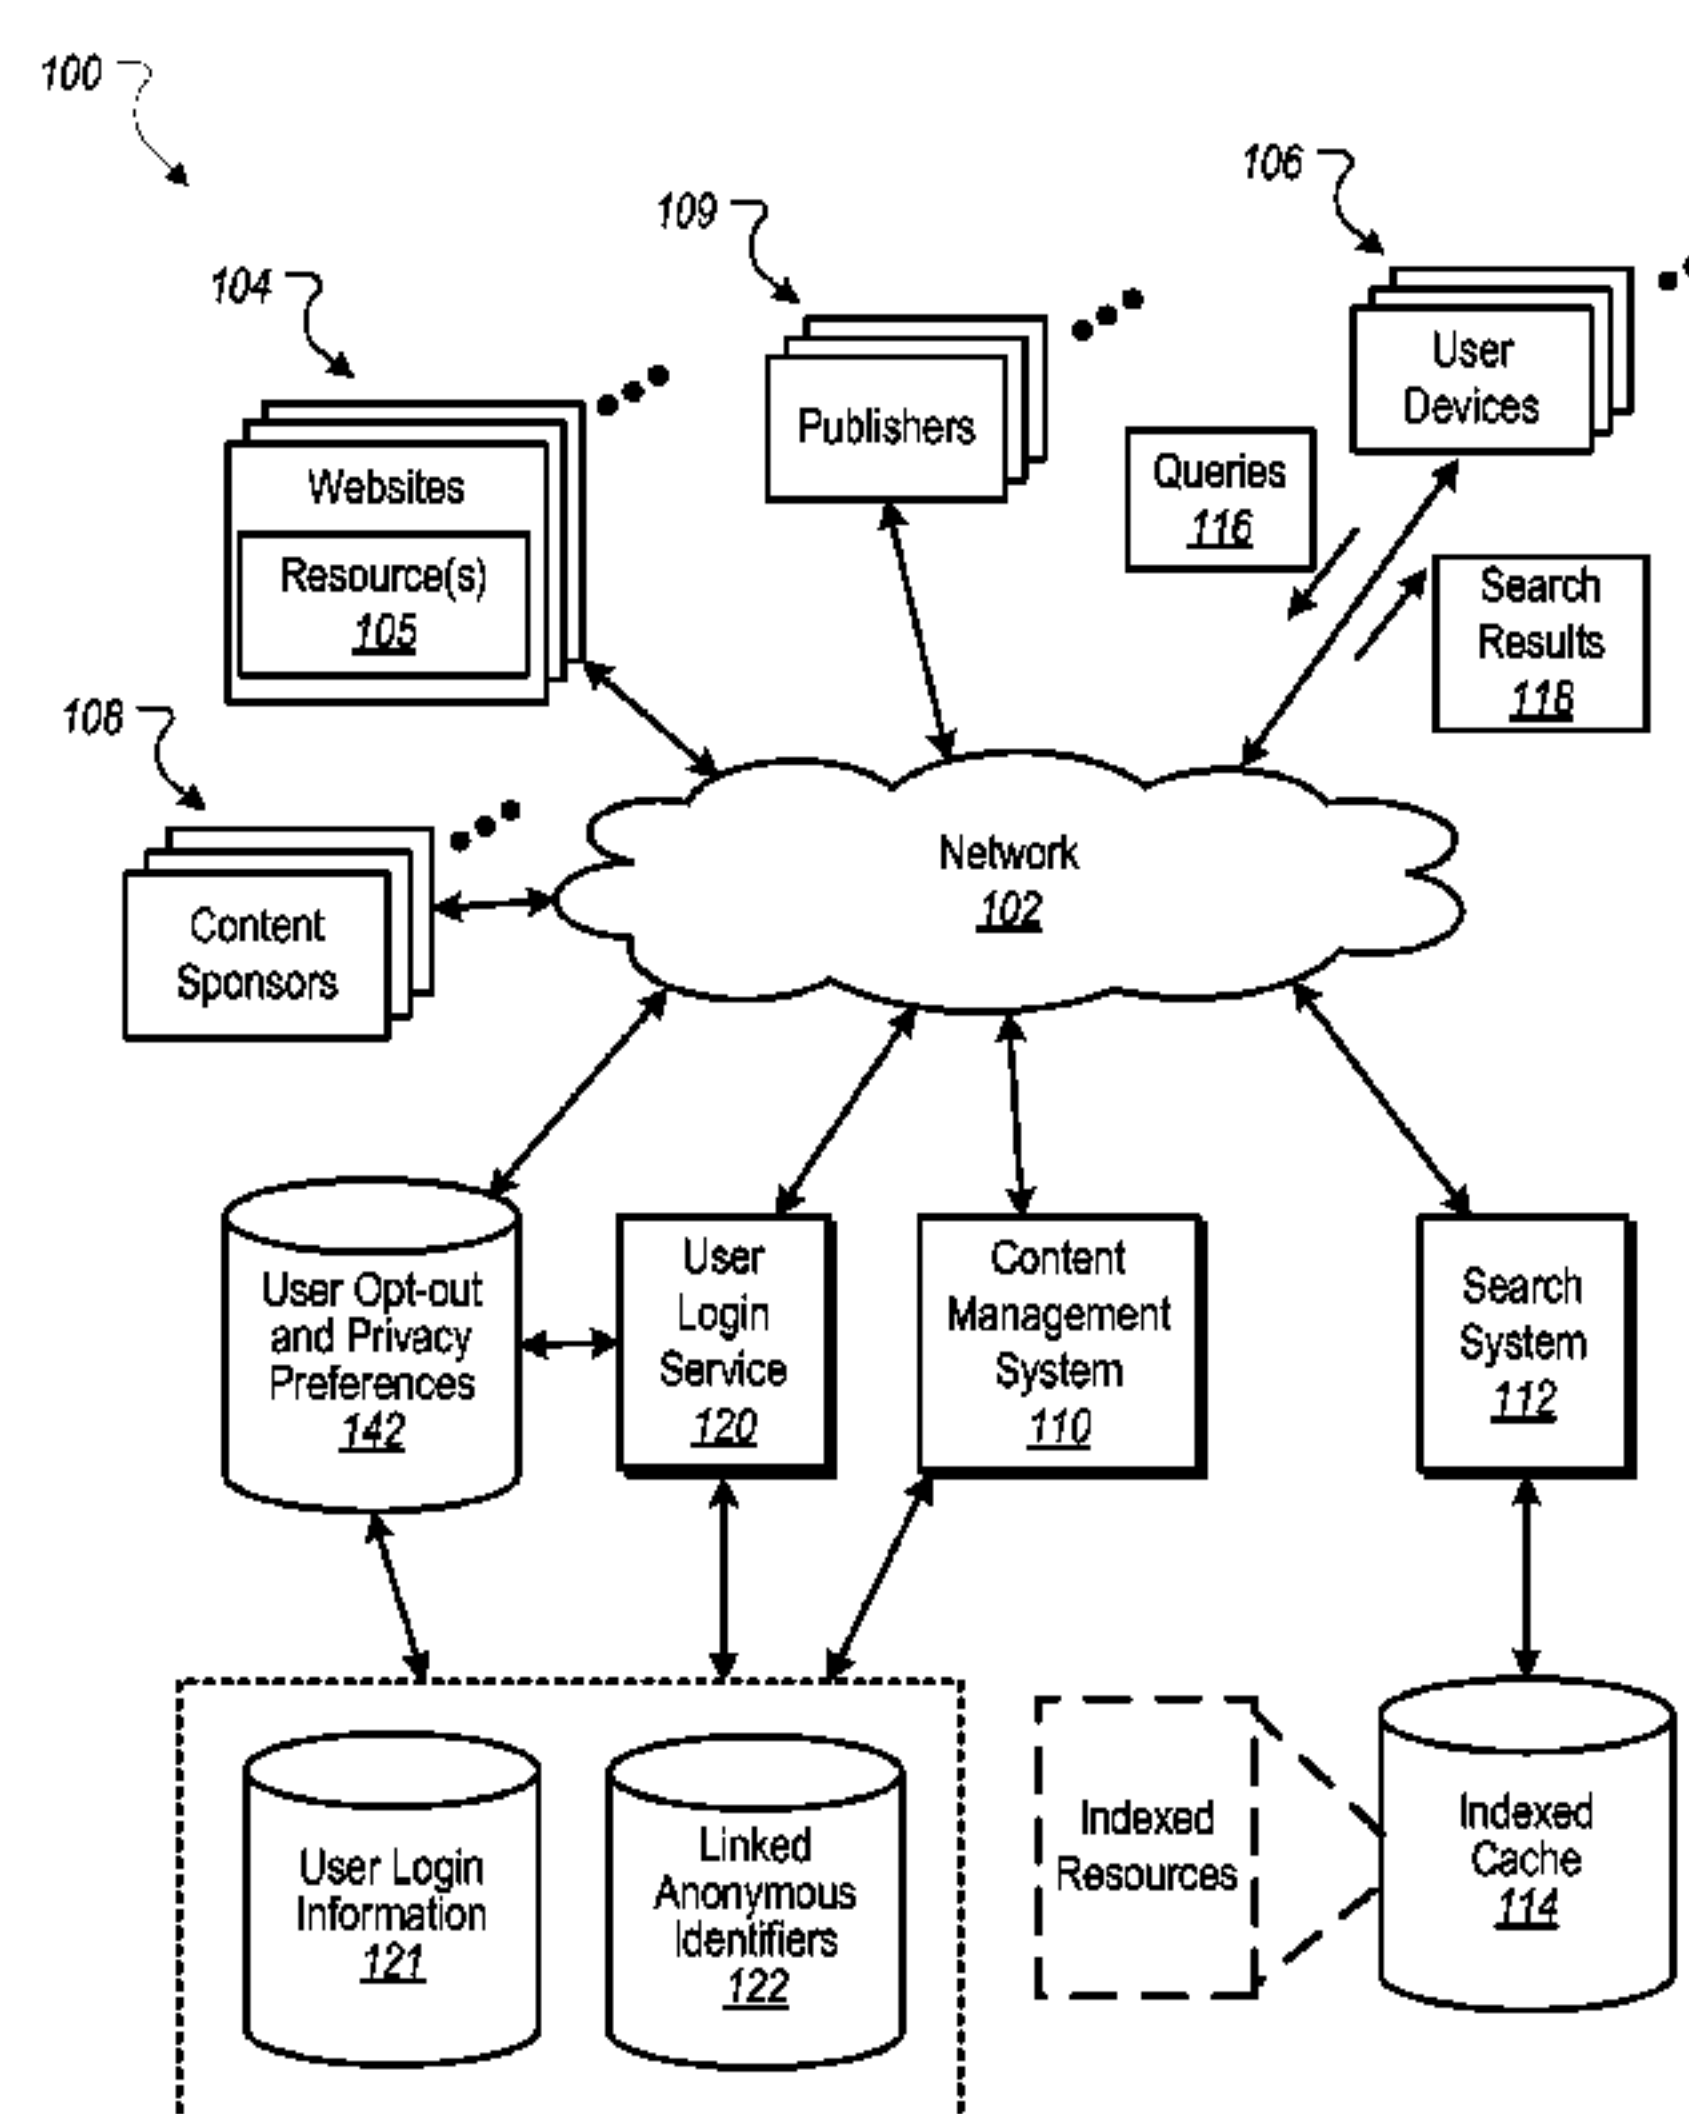 100
106
109
104
User
Devices
Publishers
Queries
116
Websites
Resource(s)
105
Search
Results
118
108
Network
102
Content
Sponsors
User Opt-out
and Privacy
Preferences
142
User
Login
Service
120
Content
Management
System
110
Search
System
112
User Login
Information
121
Linked
Anonymous
Identifiers
122
Indexed
Resources
Indexed
Cache
114